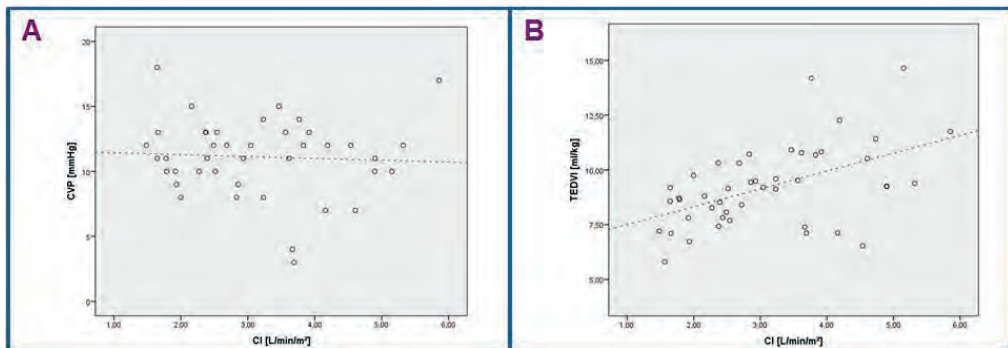 A
CVP [mmHg]
20
15
10
5
0
1,00 2,00 3,00 4,00 5,00 6,00
CI [L/min/m²]
B
TEDVI [ml/kg]
15,00
12,50
10,00
7,50
5,00
1,00 2,00 3,00 4,00 5,00 6,00
CI [L/min/m²]